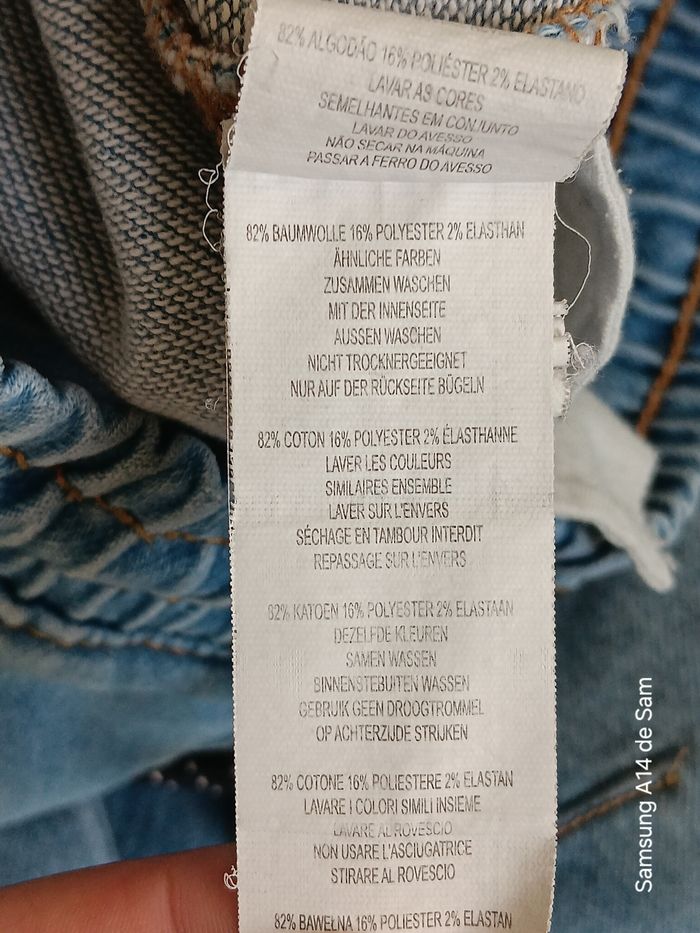 82% ALGODÃO 16% POLIÉSTER 2% ELASTANO
LAVAR AS CORES
SEMELHANTES EM CONJUNTO
LAVAR DO AVESSO
NÃO SECAR NA MÁQUINA
PASSAR A FERRO DO AVESSO
82% BAUMWOLLE 16% POLYESTER 2% ELASTHAN
ÄHNLICHE FARBEN
ZUSAMMEN WASCHEN
MIT DER INNENSEITE
AUSSEN WASCHEN
NICHT TROCKNERGEEIGNET
NUR AUF DER RÜCKSEITE BÜGELN
82% COTON 16% POLYESTER 2% ÉLASTHANNE
LAVER LES COULEURS
SIMILAIRES ENSEMBLE
LAVER SUR L'ENVERS
SÉCHAGE EN TAMBOUR INTERDIT
REPASSAGE SUR L'ENVERS
82% KATOEN 16% POLYESTER 2% ELASTAAN
DEZELFDE KLEUREN
SAMEN WASSEN
BINNENSTEBUITEN WASSEN
GEBRUIK GEEN DROOGTROMMEL
OP ACHTERZIJDE STRIJKEN
82% COTONE 16% POLIESTERE 2% ELASTAN
LAVARE I COLORI SIMILI INSIEME
LAVARE AL ROVESCIO
NON USARE L'ASCIUGATRICE
STIRARE AL ROVESCIO
82% BAWEŁNA 16% POLIESTER 2% ELASTAN
Samsung A14 de Sam